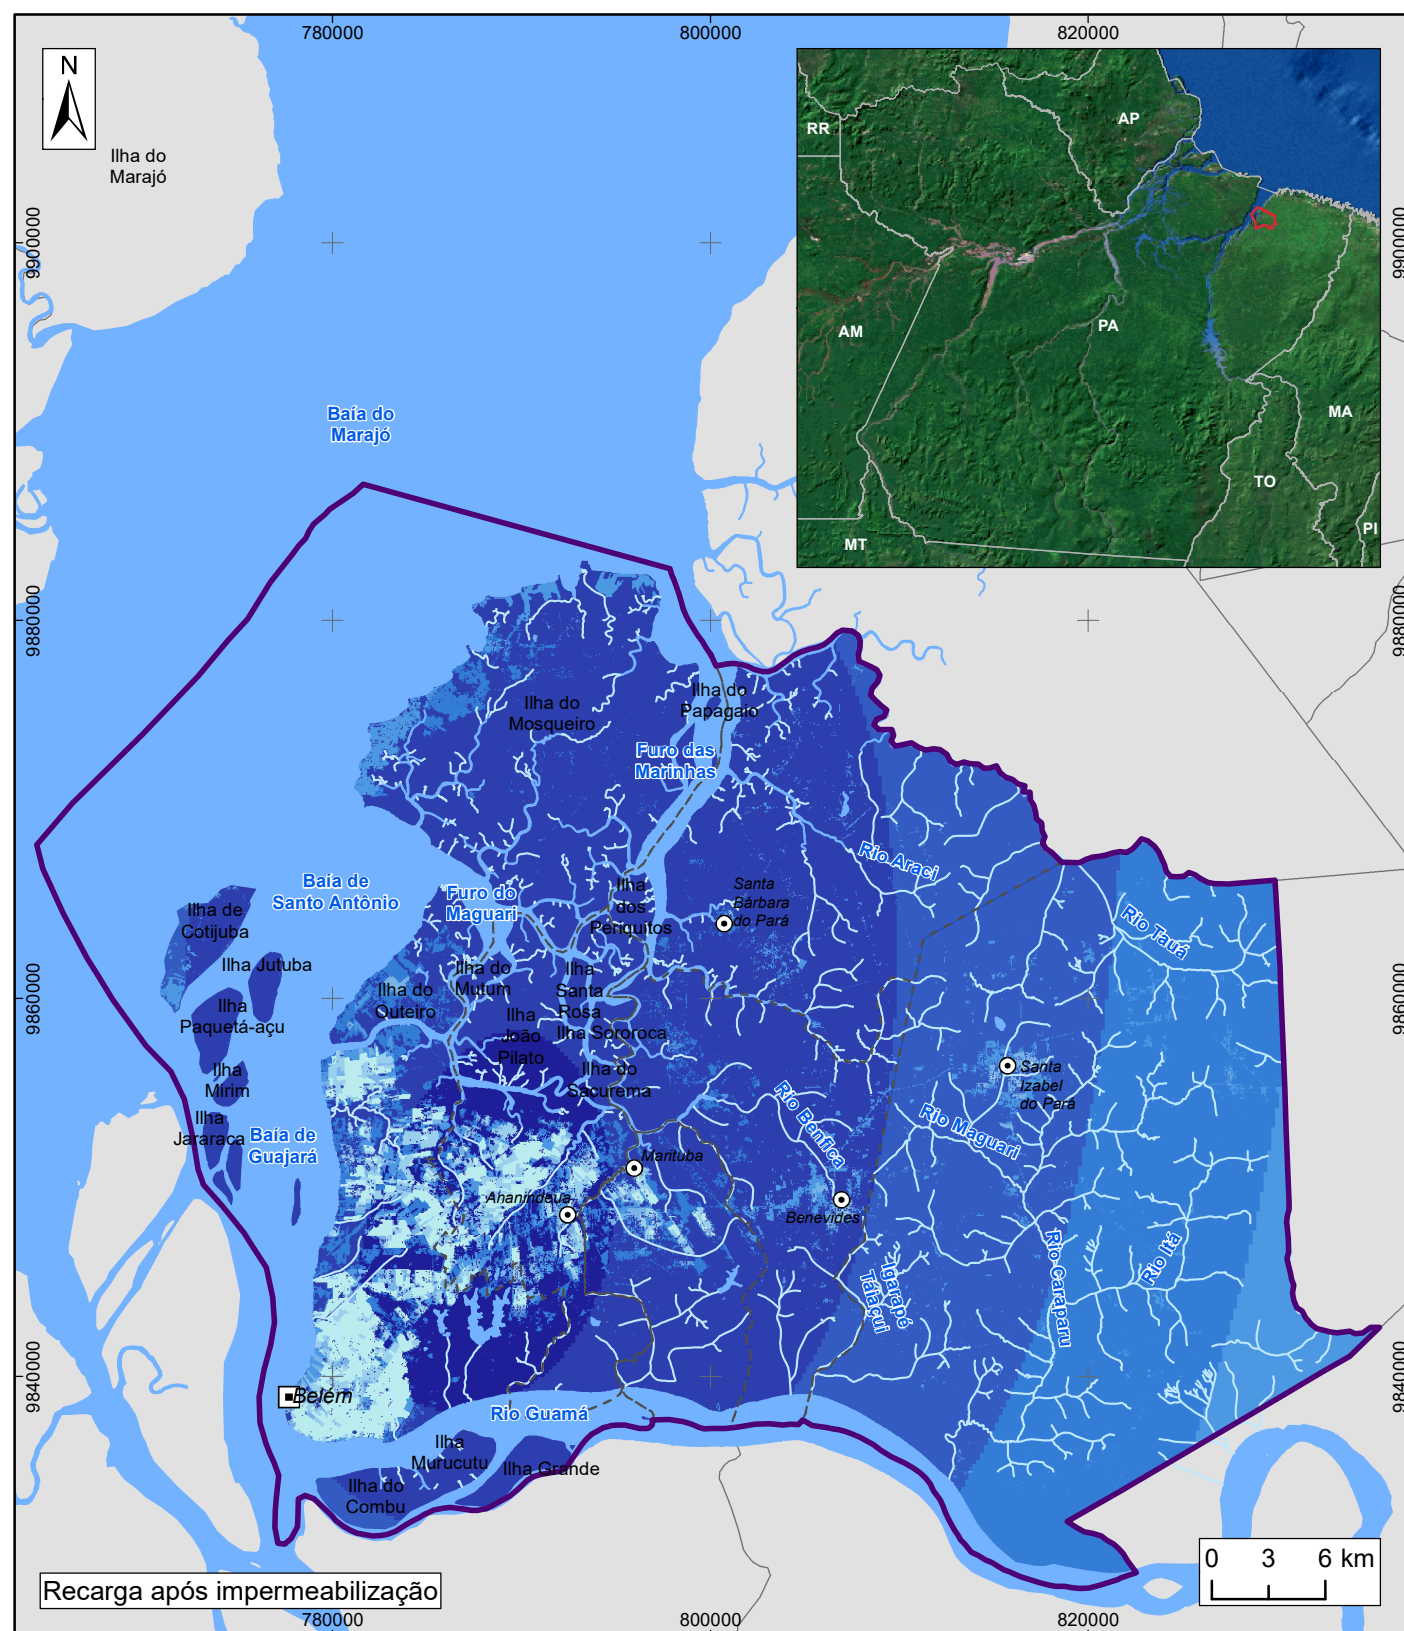 780000
800000
820000
N
Ilha do
Marajó
RR
AP
AM
PA
MA
TO
PI
MT
9900000
9900000
Baía do
Marajó
9880000
9880000
Ilha do
Papagaio
Ilha do
Mosqueiro
Furo das
Marinhas
Rio Araci
Baía de
Santo Antônio
Furo do
Maguari
Ilha
dos
Periquitos
Santa
Bárbara
do Pará
Ilha de
Cotijuba
Rio Tauá
Ilha Jutuba
Ilha do
Mutum
Ilha
Santa
Rosa
9860000
9860000
Ilha do
Outeiro
Ilha
Paquetá-açu
Ilha
João
Pilato
Ilha Sororoca
Ilha
Mirim
Ilha do
Sacurema
Santa
Izabel
do Pará
Ilha
Jararaca
Baía de
Guajará
Rio Benfica
Rio Maguari
Marituba
Ananindeua
Benevides
Igarapé
Taiacuí
Rio Caraparu
Rio Itá
9840000
9840000
Belém
Rio Guamá
Ilha
Murucutu
Ilha Grande
Ilha do
Combu
0 3 6 km
Recarga após impermeabilização
780000
800000
820000